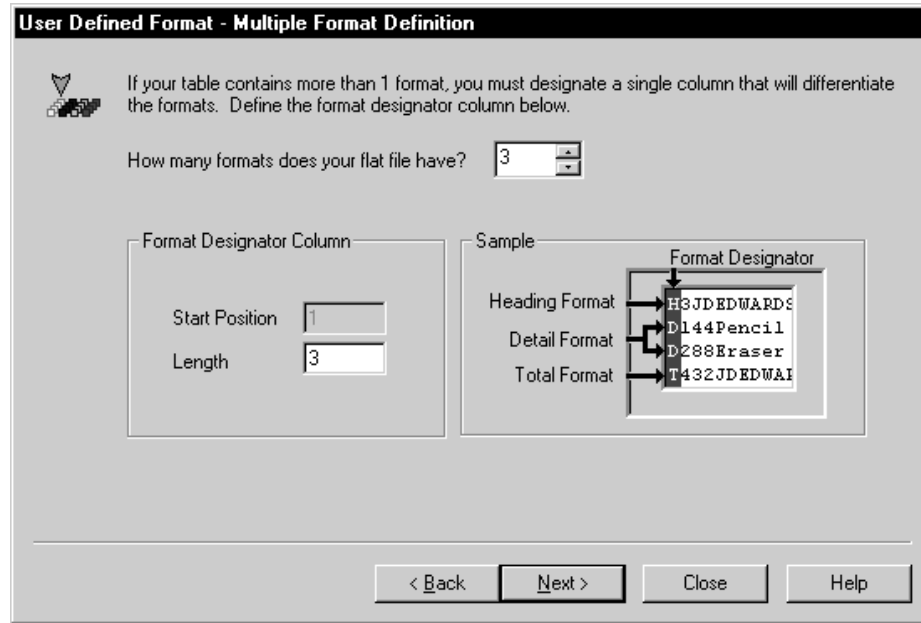 User Defined Format - Multiple Format Definition
If your table contains more than 1 format, you must designate a single column that will differentiate
the formats.  Define the format designator column below.
How many formats does your flat file have?
3
Format Designator Column
Start Position
1
Length
3
Sample
Format Designator
Heading Format
Detail Format
Total Format
H3JDEDWARDS
D144Pencil
D288Eraser
T432JDEDWAR
< Back
Next >
Close
Help